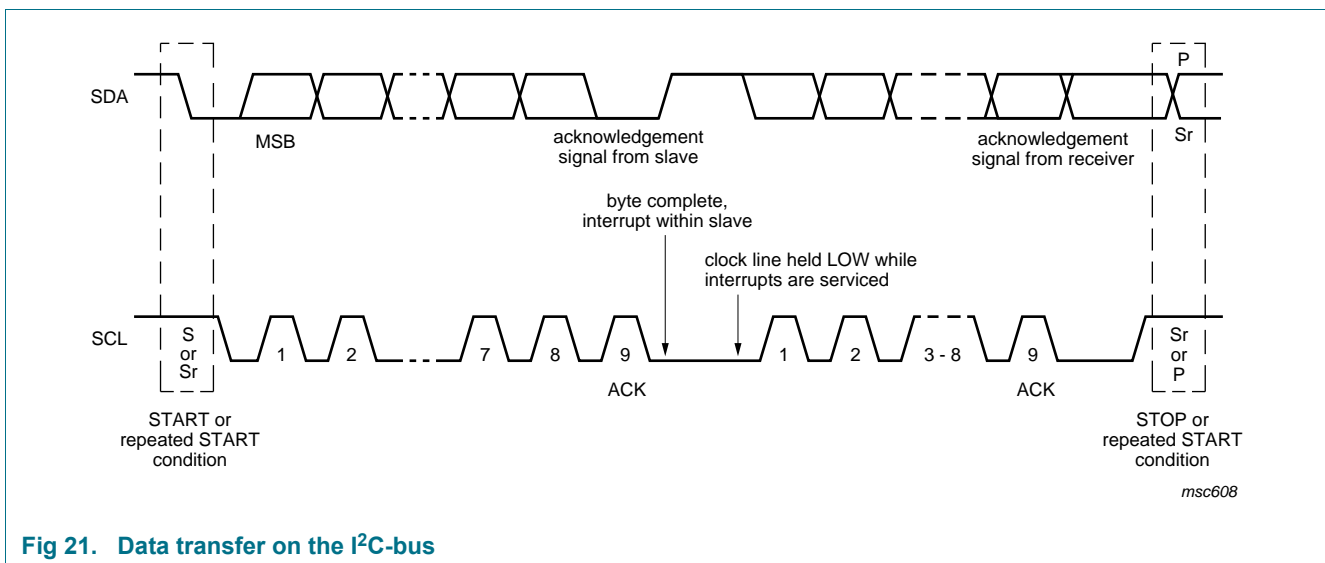 P
SDA
MSB
acknowledgement
signal from slave
acknowledgement
signal from receiver
Sr
byte complete,
interrupt within slave
clock line held LOW while
interrupts are serviced
SCL
S
or
Sr
1
2
7
8
9
1
2
3 - 8
9
Sr
or
P
ACK
ACK
START or
repeated START
condition
STOP or
repeated START
condition
msc608
Fig 21. Data transfer on the I²C-bus